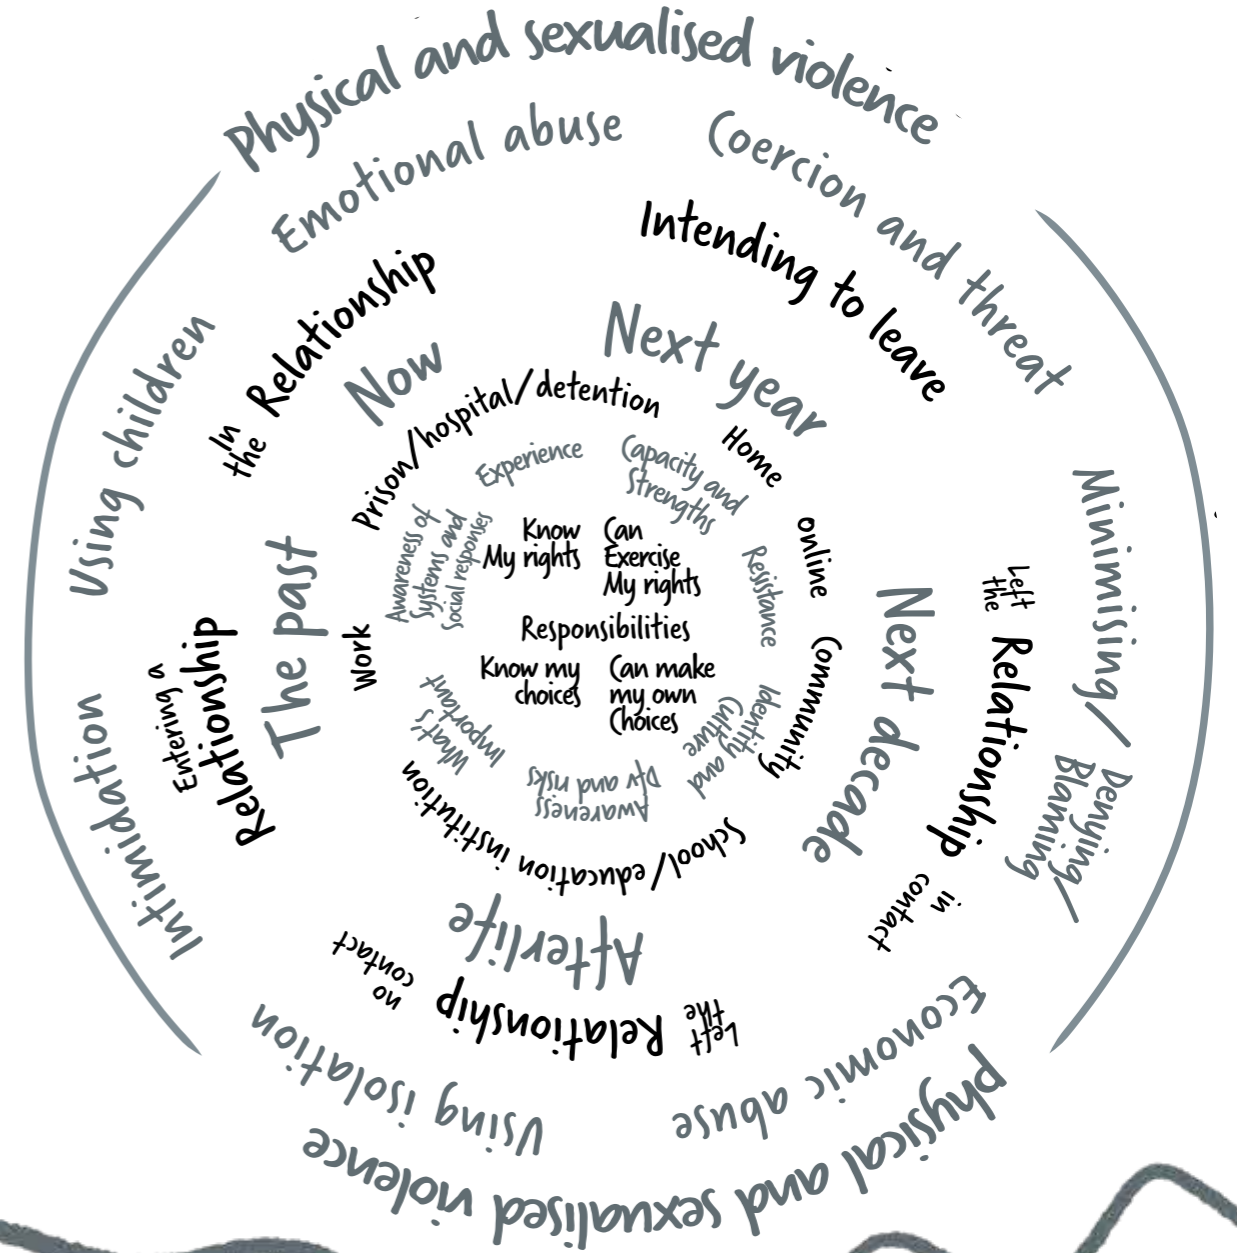 Physical and sexualised violence
Emotional abuse
Coercion and threat
Minimising/
Denying/
Blaming
Economic abuse
Using isolation
Intimidation
Using children
physical and sexualised violence
In
the
Relationship
Intending to leave
Left
the
Relationship
in
contact
Left
the
Relationship
no
contact
Entering a
Relationship
Now
Next year
Next decade
Afterlife
The past
Prison/hospital/detention
Home
online
Community
School/education institution
Work
Experience
Capacity and
Strengths
Resistance
Identity and
Culture
Awareness
Dfv and risks
What's
Important
Awareness of
Systems and
Social responses
Know
My rights
Can
Exercise
My rights
Responsibilities
Know my
choices
Can make
my own
Choices